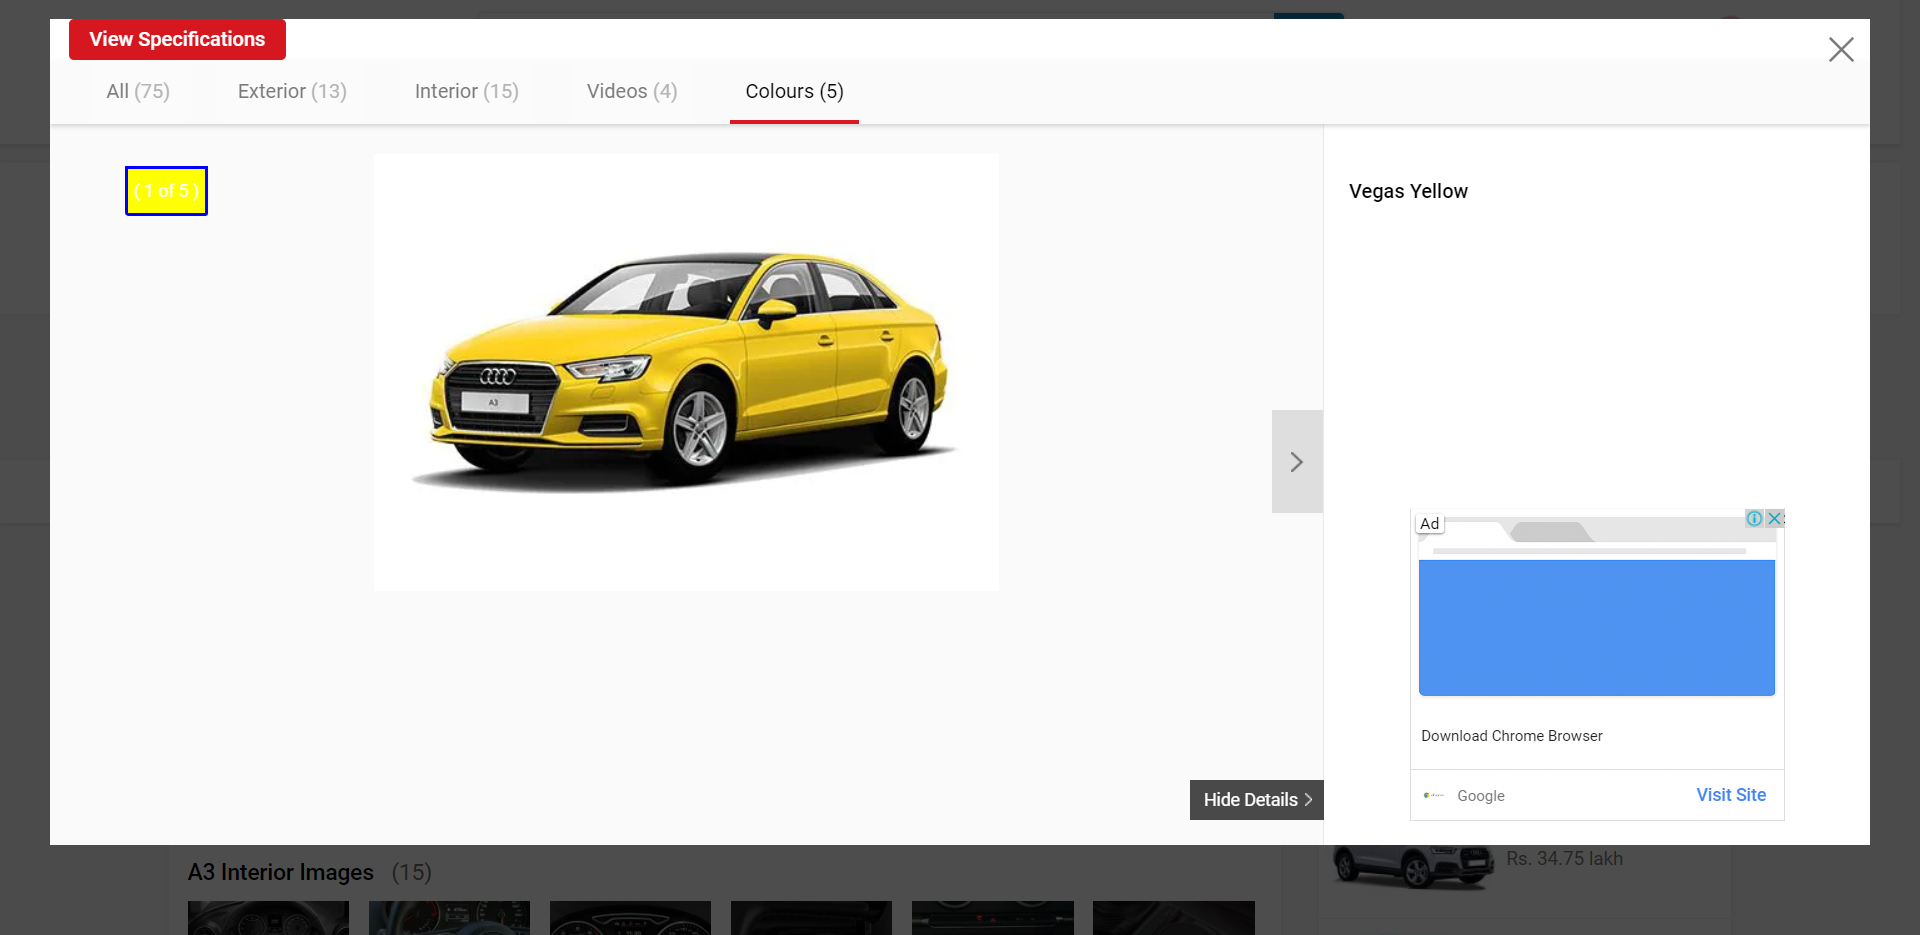 View Specifications
All (75)
Exterior (13)
Interior (15)
Videos (4)
Colours (5)
( 1 of 5 )
A3
Vegas Yellow
Ad
Download Chrome Browser
Google
Visit Site
Hide Details
A3 Interior Images (15)
Rs. 34.75 lakh